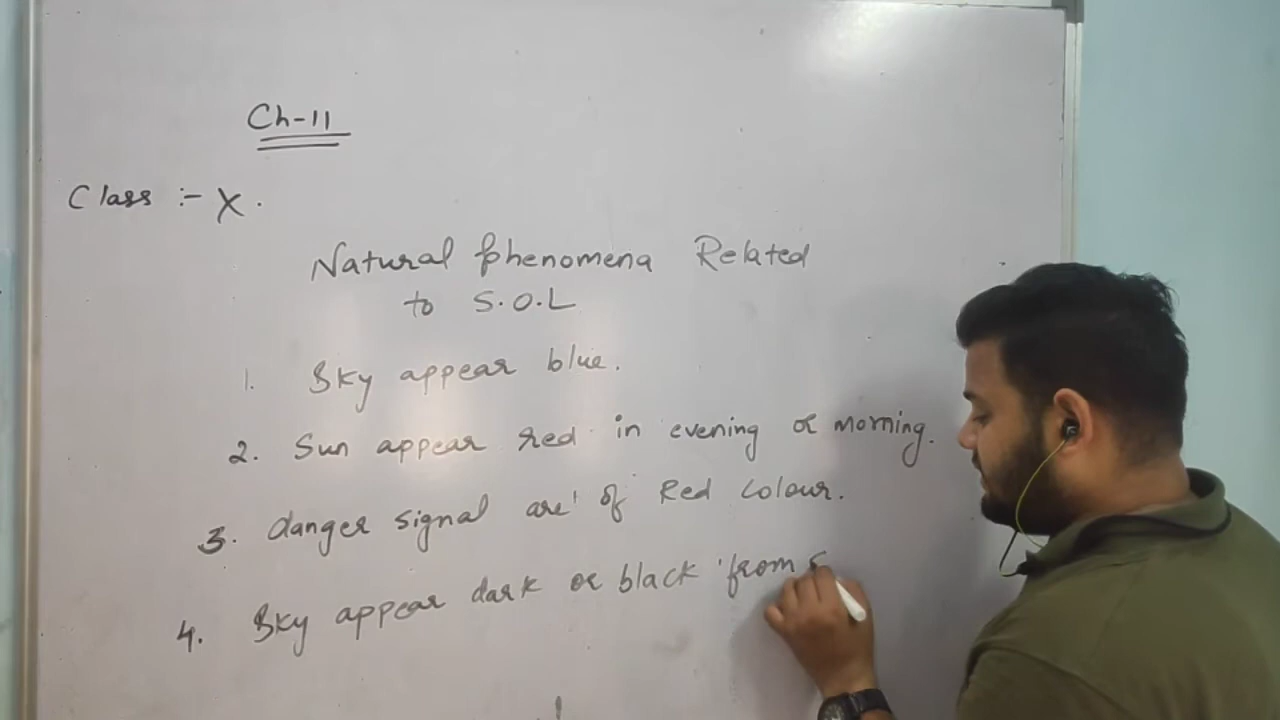 Ch-11
Class :- X.
Natural phenomena Related
to S.O.L
1. Sky appear blue.
2. Sun appear red in evening or morning.
3. danger signal are of Red colour.
4. Sky appear dark or black from s